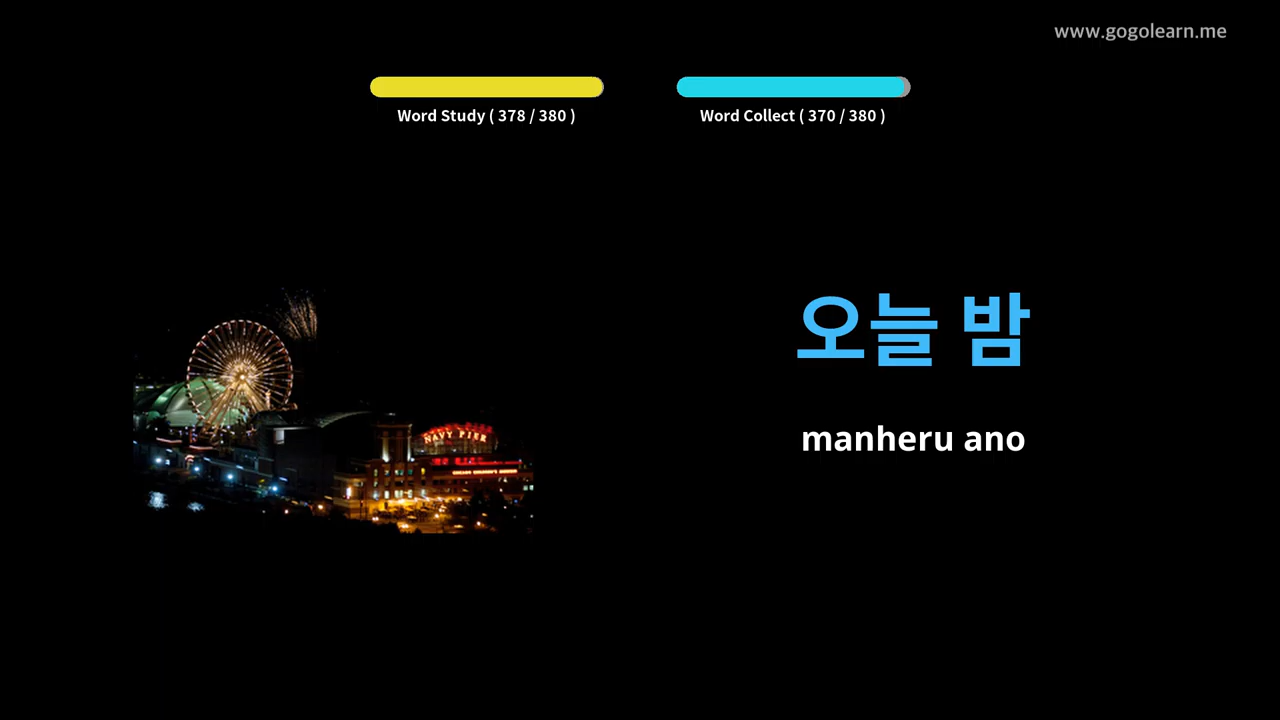 www.gogolearn.me
Word Study ( 378 / 380 )
Word Collect ( 370 / 380 )
오늘 밤
manheru ano
NAVY PIER